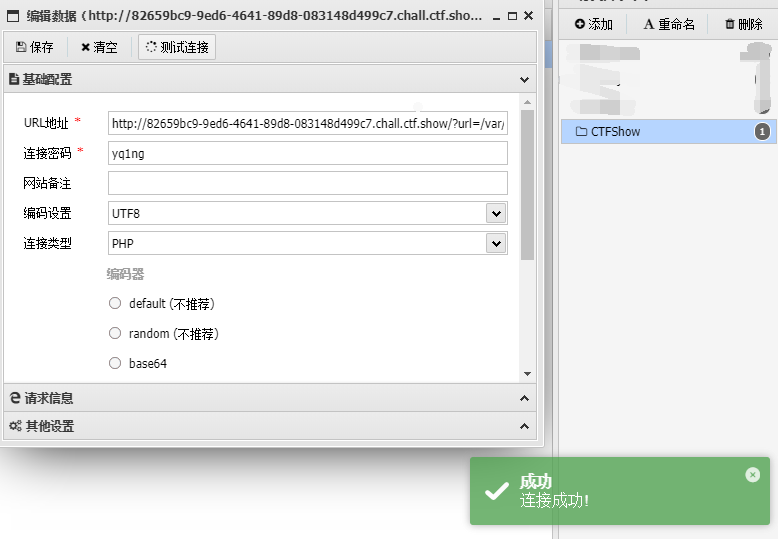 编辑数据 (http://82659bc9-9ed6-4641-89d8-083148d499c7.chall.ctf.sho...
保存 清空 测试连接
基础配置
URL地址 * http://82659bc9-9ed6-4641-89d8-083148d499c7.chall.ctf.show/?url=/var/
连接密码 * yq1ng
网站备注
编码设置 UTF8
连接类型 PHP
编码器
default (不推荐)
random (不推荐)
base64
请求信息
其他设置
添加 重命名 删除
CTFShow 1
成功
连接成功!